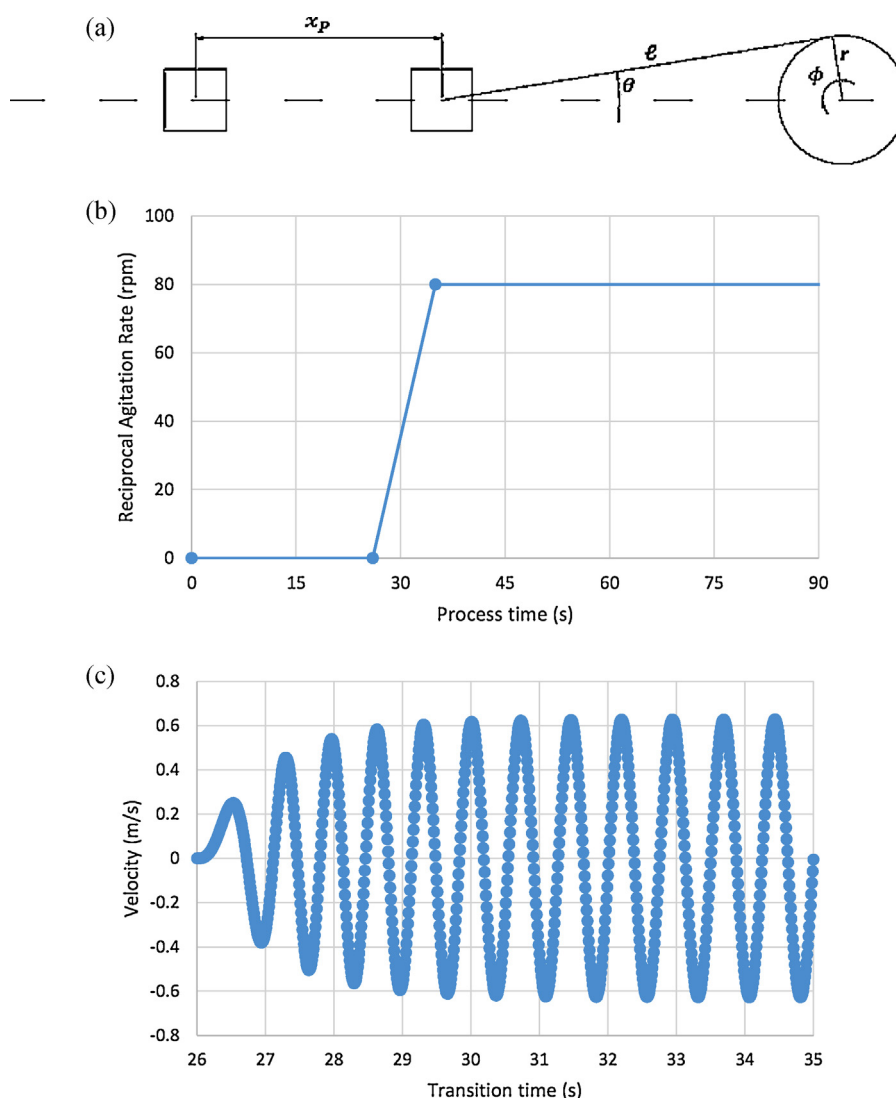 (a)
x_P
ℓ
r
θ
ϕ
(b)
100
80
60
40
20
0
Reciprocal Agitation Rate (rpm)
0 15 30 45 60 75 90
Process time (s)
(c)
0.8
0.6
0.4
0.2
0
-0.2
-0.4
-0.6
-0.8
Velocity (m/s)
26 27 28 29 30 31 32 33 34 35
Transition time (s)